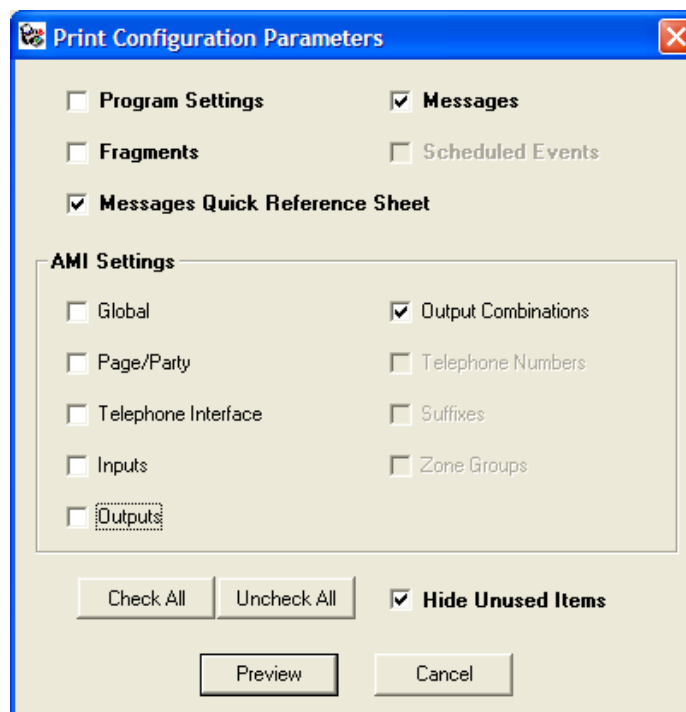 Print Configuration Parameters
Program Settings
Messages
Fragments
Scheduled Events
Messages Quick Reference Sheet
AMI Settings
Global
Output Combinations
Page/Party
Telephone Numbers
Telephone Interface
Suffixes
Inputs
Zone Groups
Outputs
Check All
Uncheck All
Hide Unused Items
Preview
Cancel